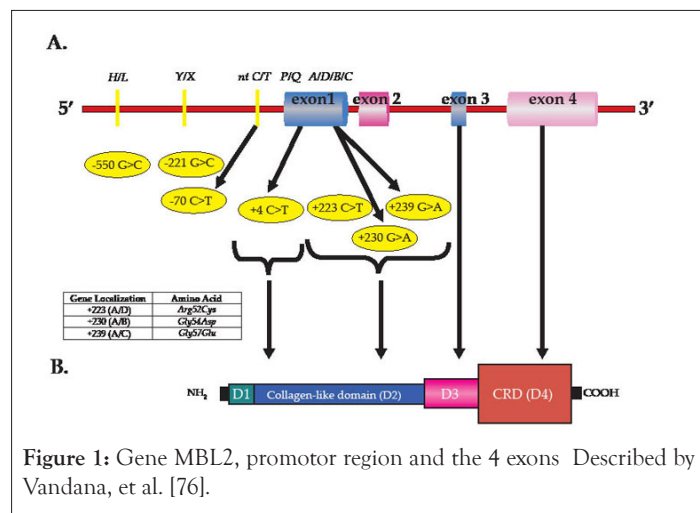 A.
H/L Y/X nt C/T P/Q A/D/B/C
5′ exon1 exon 2 exon 3 exon 4 3′
-550 G>C
-221 G>C
-70 C>T
+4 C>T
+223 C>T
+239 G>A
+230 G>A
Gene Localization Amino Acid
+223 (A/D) Arg52Cys
+230 (A/B) Gly54Asp
+239 (A/C) Gly57Glu
B.
NH2 D1 Collagen-like domain (D2) D3 CRD (D4) COOH
Figure 1: Gene MBL2, promotor region and the 4 exons Described by
Vandana, et al. [76].